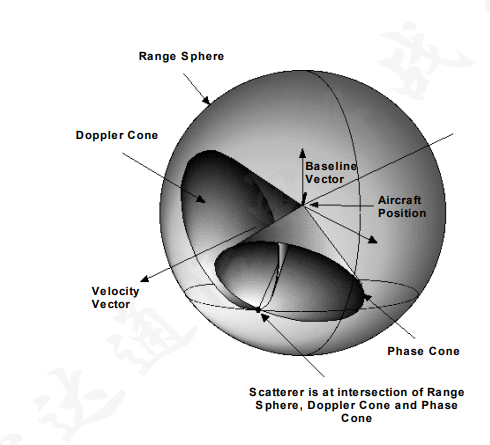 Range Sphere
Doppler Cone
Baseline
Vector
Aircraft
Position
Velocity
Vector
Phase Cone
Scatterer is at intersection of Range
Sphere, Doppler Cone and Phase
Cone